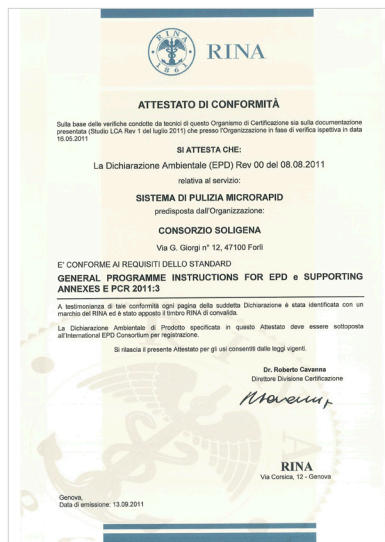 RINA
1861
RINA
ATTESTATO DI CONFORMITÀ
Sulla base delle verifiche condotte da tecnici di questo Organismo di Certificazione sia sulla documentazione
presentata (Studio LCA Rev 1 del luglio 2011) che presso l'Organizzazione in fase di verifica ispettiva in data
16.05.2011
SI ATTESTA CHE:
La Dichiarazione Ambientale (EPD) Rev 00 del 08.08.2011
relativa al servizio:
SISTEMA DI PULIZIA MICRORAPID
predisposta dall'Organizzazione:
CONSORZIO SOLIGENA
Via G. Giorgi n° 12, 47100 Forlì
E' CONFORME AI REQUISITI DELLO STANDARD
GENERAL PROGRAMME INSTRUCTIONS FOR EPD e SUPPORTING
ANNEXES E PCR 2011:3
A testimonianza di tale conformità ogni pagina della suddetta Dichiarazione è stata identificata con un
marchio del RINA ed è stato apposto il timbro RINA di convalida.
La Dichiarazione Ambientale di Prodotto specificata in questo Attestato deve essere sottoposta
all'International EPD Consortium per registrazione.
Si rilascia il presente Attestato per gli usi consentiti dalle leggi vigenti.
Dr. Roberto Cavanna
Direttore Divisione Certificazione
RINA
Via Corsica, 12 - Genova
Genova,
Data di emissione: 13.09.2011